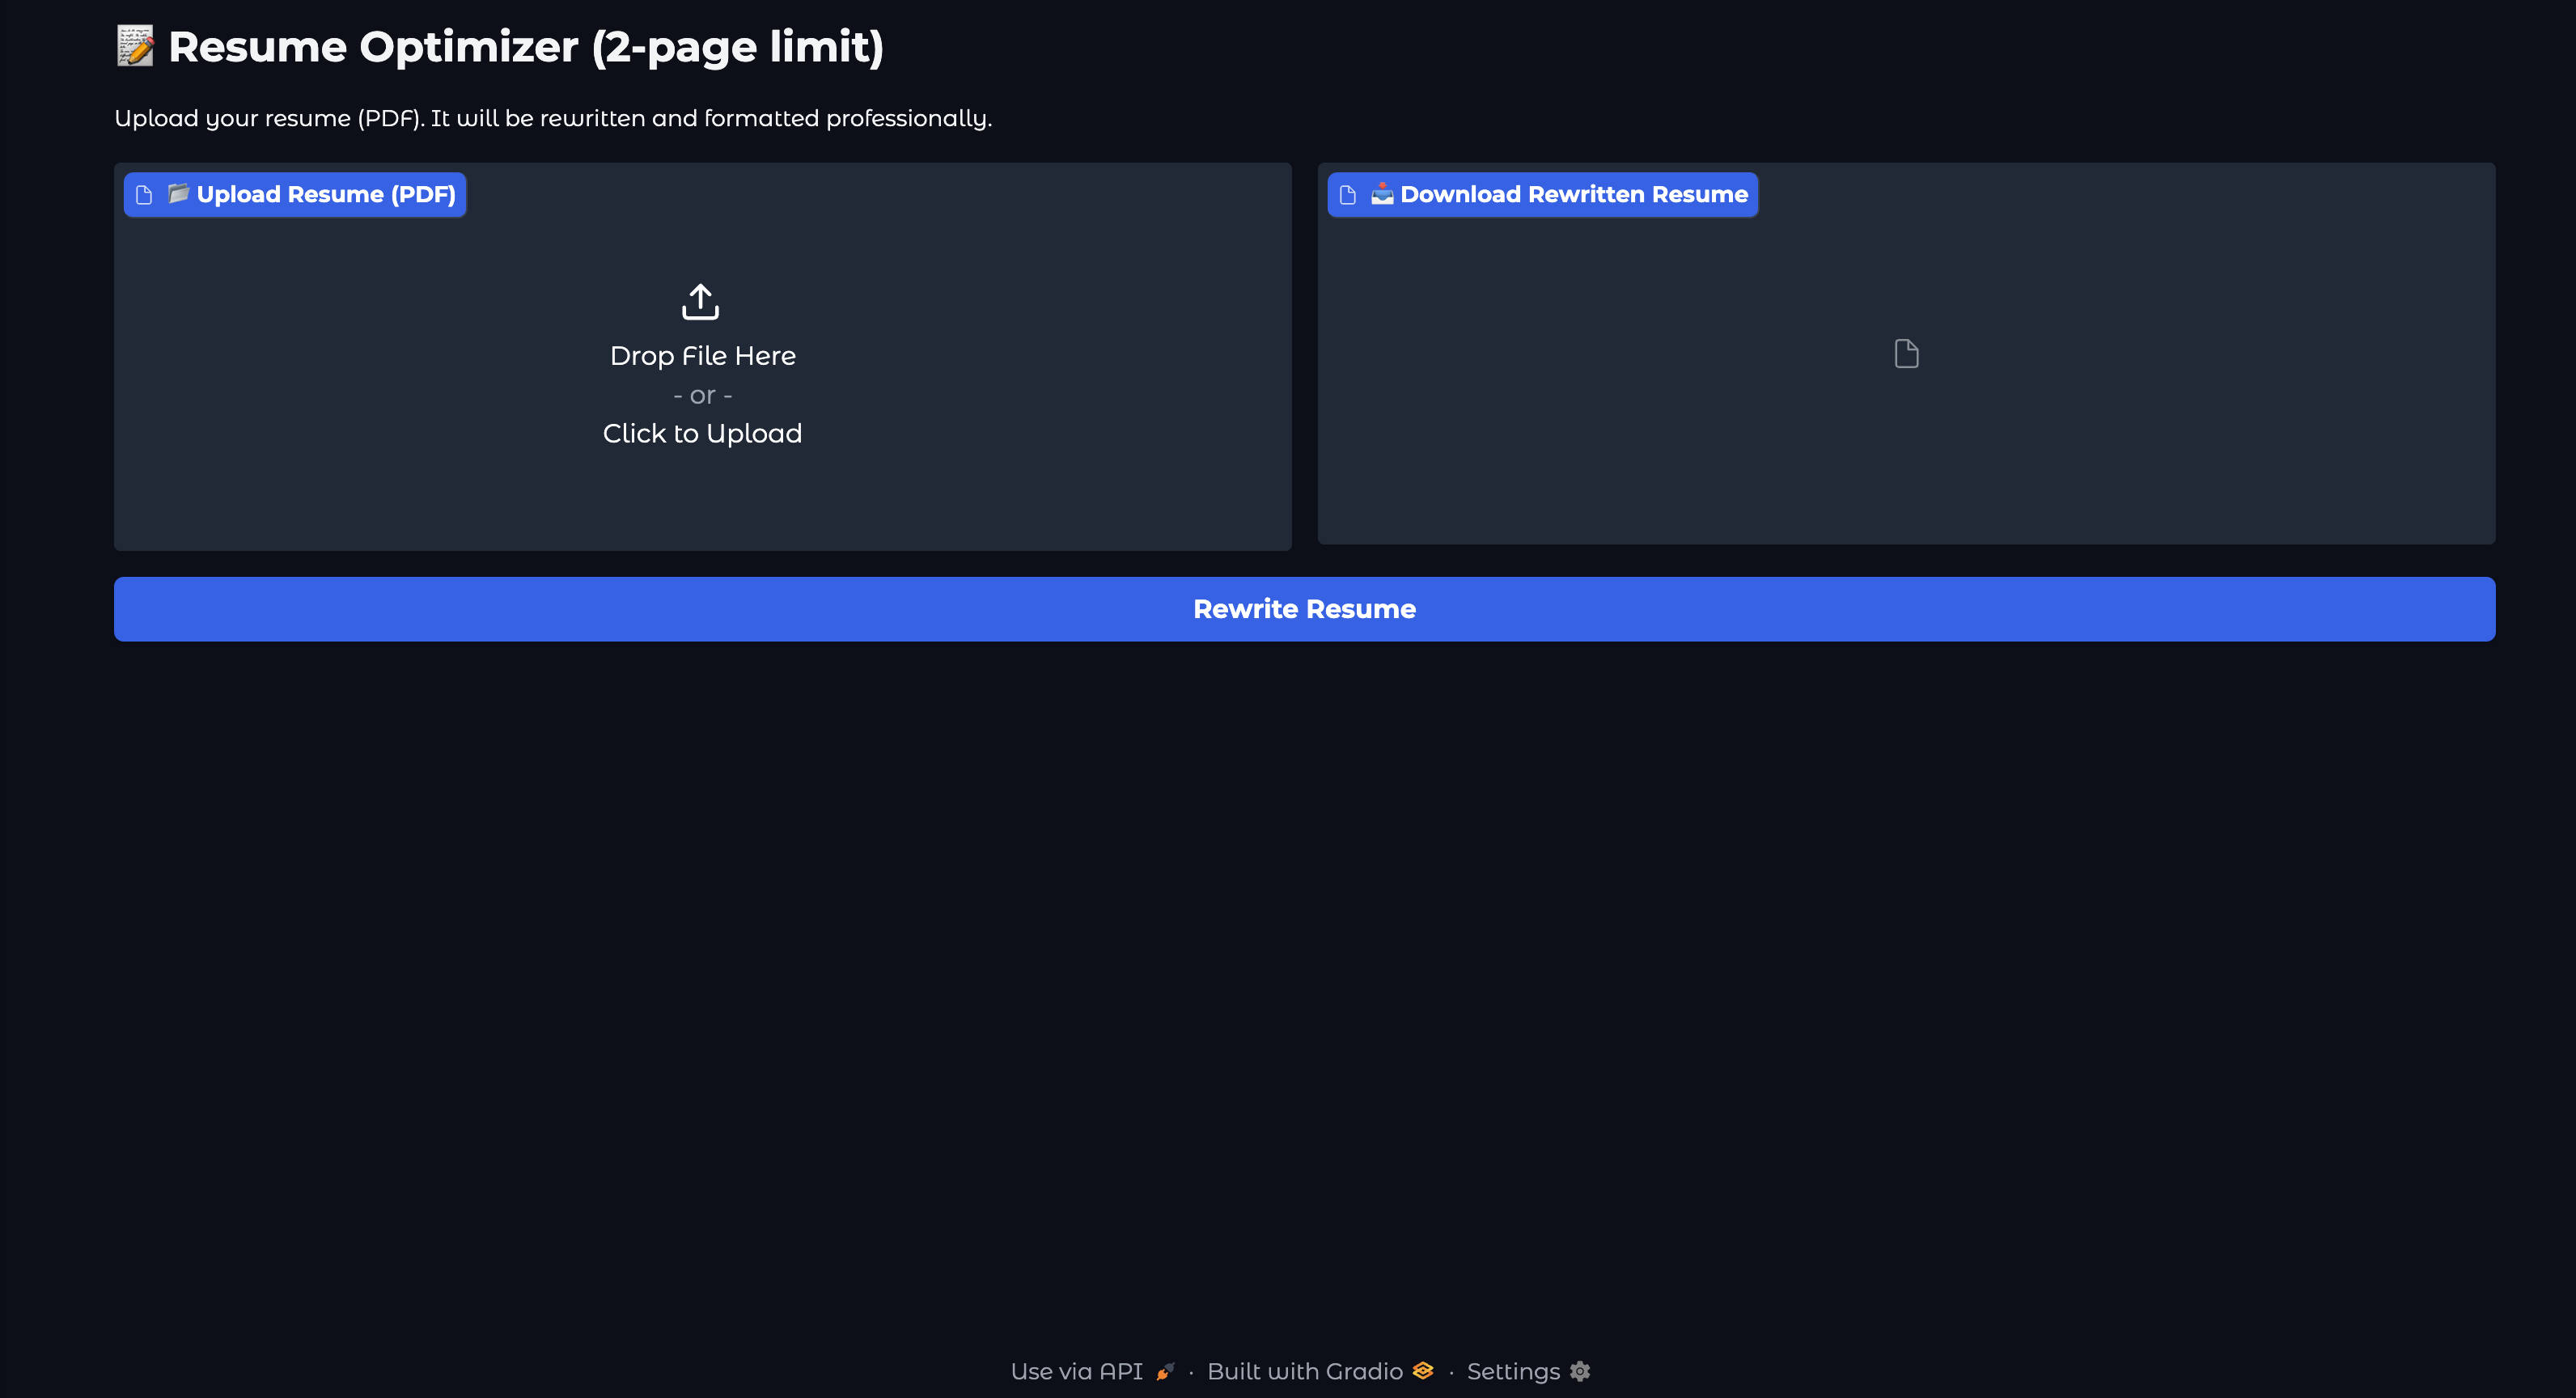 Resume Optimizer (2-page limit)
Upload your resume (PDF). It will be rewritten and formatted professionally.
Upload Resume (PDF)
Drop File Here
- or -
Click to Upload
Download Rewritten Resume
Rewrite Resume
Use via API · Built with Gradio · Settings